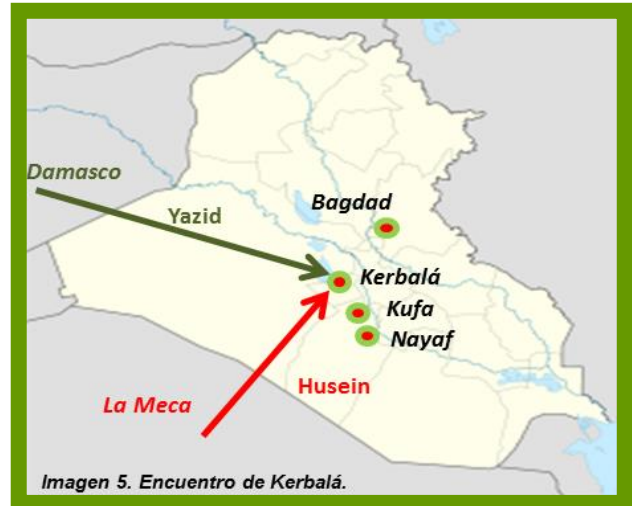 Damasco
Yazid
Bagdad
Kerbalá
Kufa
Nayaf
Husein
La Meca
Imagen 5. Encuentro de Kerbalá.